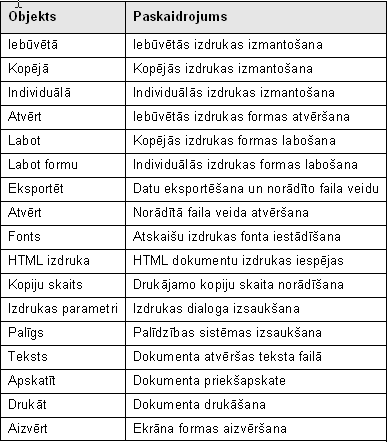 Objekts Paskaidrojums
Iebūvētā Iebūvētās izdrukas izmantošana
Kopējā Kopējās izdrukas izmantošana
Individuālā Individuālās izdrukas izmantošana
Atvērt Iebūvētās izdrukas formas atvēršana
Labot Kopējās izdrukas formas labošana
Labot formu Individuālās izdrukas formas labošana
Eksportēt Datu eksportēšana un norādīto faila veidu
Atvērt Norādītā faila veida atvēršana
Fonts Atskaišu izdrukas fonta iestādīšana
HTML izdruka HTML dokumentu izdrukas iespējas
Kopiju skaits Drukājamo kopiju skaita norādīšana
Izdrukas parametri Izdrukas dialoga izsaukšana
Palīgs Palīdzības sistēmas izsaukšana
Teksts Dokumenta atvēršas teksta failā
Apskatīt Dokumenta priekšapskate
Drukāt Dokumenta drukāšana
Aizvērt Ekrāna formas aizvēršana